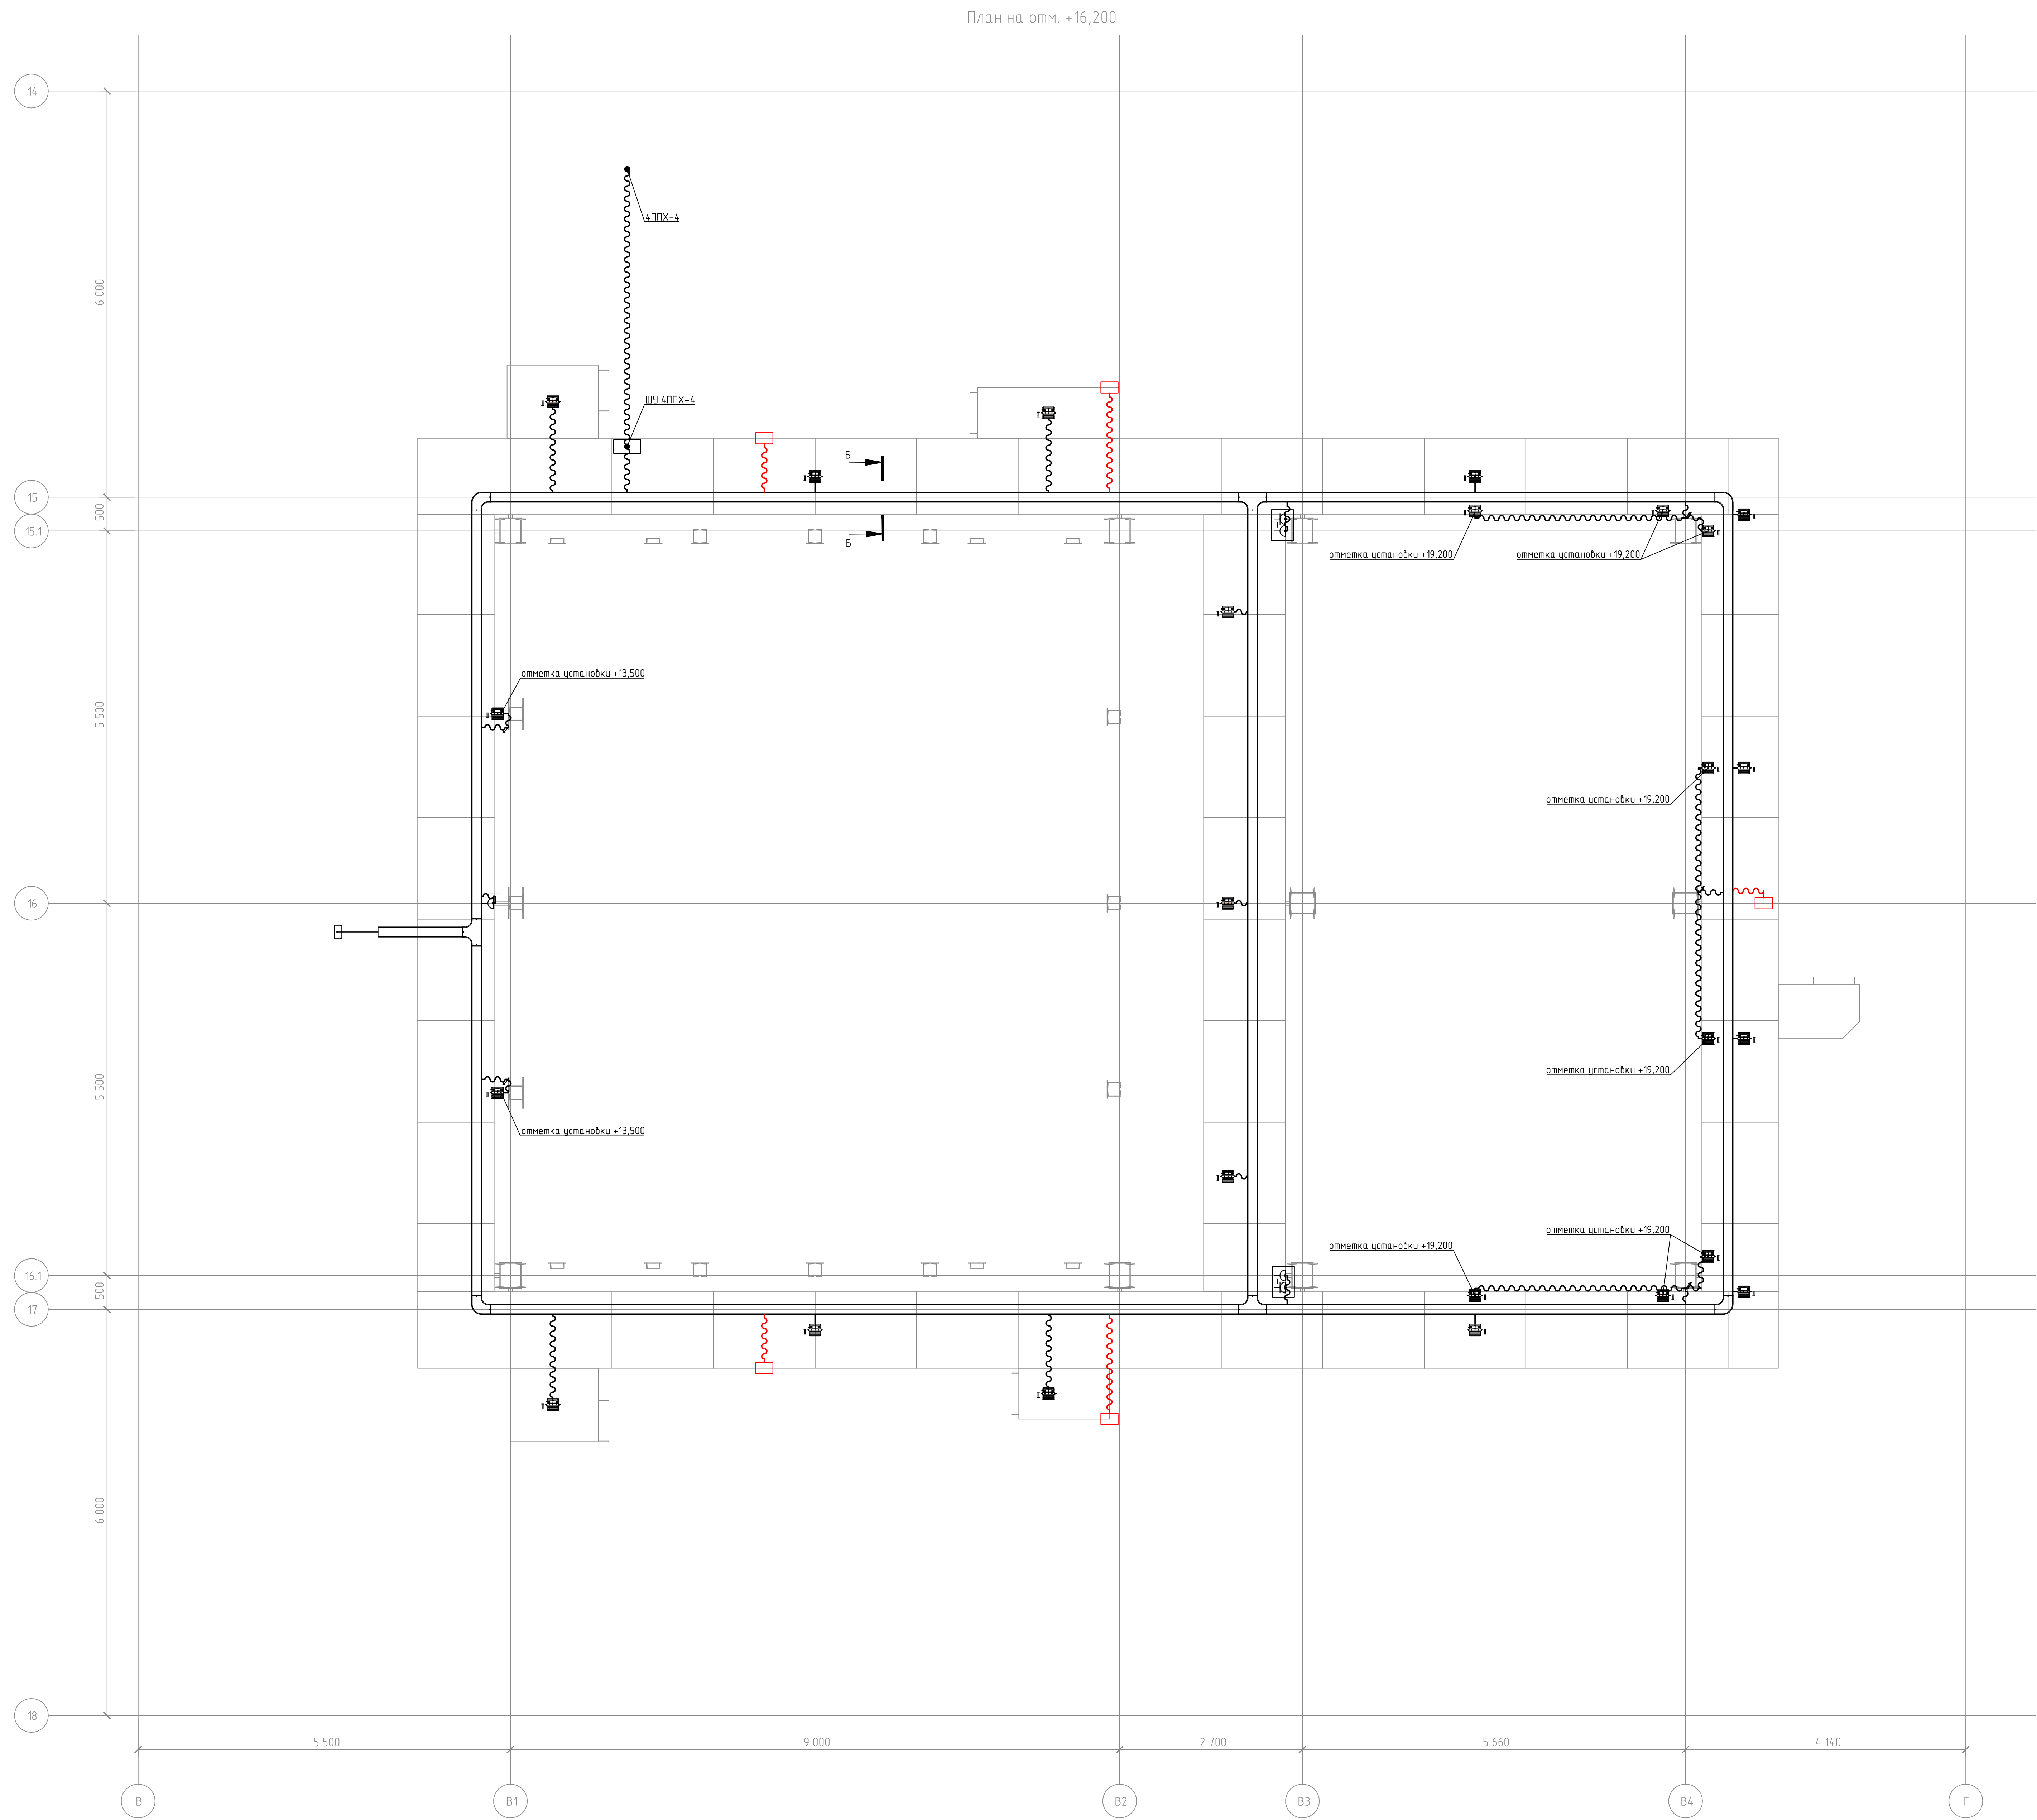 План на отм. +16,200
14
4ППХ-4
6 000
ШУ 4ППХ-4
Б
15
500
15.1
Б
отметка установки +19,200
отметка установки +19,200
отметка установки +13,500
5 500
отметка установки +19,200
16
отметка установки +19,200
5 500
отметка установки +13,500
отметка установки +19,200
отметка установки +19,200
16.1
500
17
6 000
18
5 500
9 000
2 700
5 660
4 140
В
В1
В2
В3
В4
Г